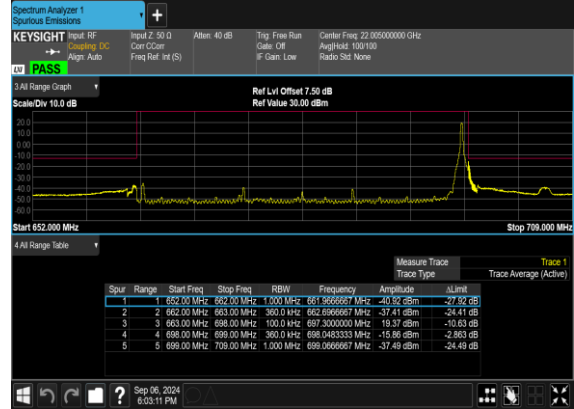 Spectrum Analyzer 1
Spurious Emissions
+
KEYSIGHT Input: RF Input Z: 50 Ω Atten: 40 dB Trig: Free Run Center Freq: 22.005000000 GHz
Coupling: DC Corr CCorr Gate: Off Avg|Hold: 100/100
Align: Auto Freq Ref: Int (S) IF Gain: Low Radio Std: None
PASS
3 All Range Graph
Ref Lvl Offset 7.50 dB
Scale/Div 10.0 dB Ref Value 30.00 dBm
20.0
10.0
0.00
-10.0
-20.0
-30.0
-40.0
-50.0
-60.0
Start 652.000 MHz Stop 709.000 MHz
4 All Range Table
Measure Trace Trace 1
Trace Type Trace Average (Active)
Spur Range Start Freq Stop Freq RBW Frequency Amplitude ΔLimit
1 1 652.00 MHz 662.00 MHz 1.000 MHz 661.9666667 MHz -40.92 dBm -27.92 dB
2 2 662.00 MHz 663.00 MHz 360.0 kHz 662.6966667 MHz -37.41 dBm -24.41 dB
3 3 663.00 MHz 698.00 MHz 100.0 kHz 697.3000000 MHz 19.37 dBm -10.63 dB
4 4 698.00 MHz 699.00 MHz 360.0 kHz 698.0483333 MHz -15.86 dBm -2.863 dB
5 5 699.00 MHz 709.00 MHz 1.000 MHz 699.0666667 MHz -37.49 dBm -24.49 dB
? Sep 06, 2024
6:03:11 PM